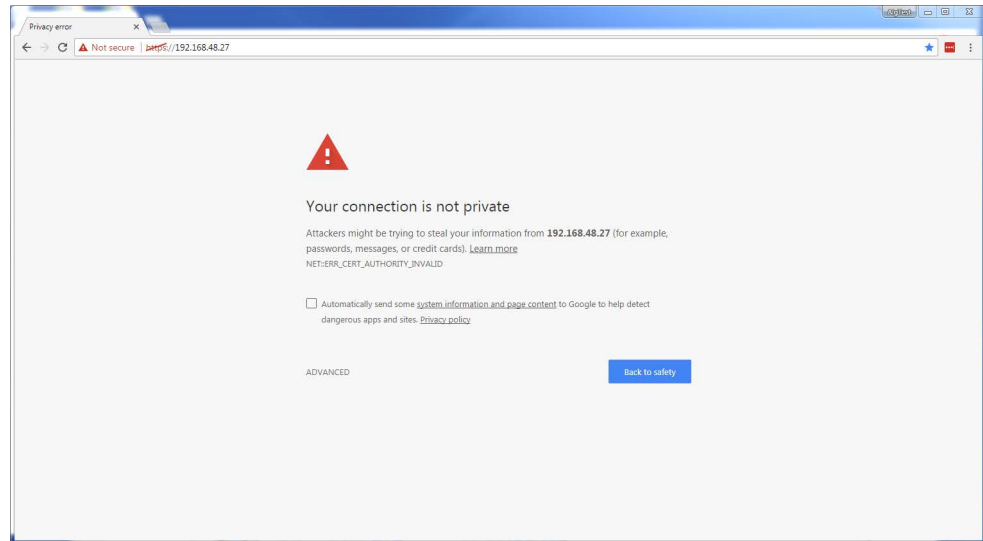 Privacy error
Not secure | https://192.168.48.27
Your connection is not private
Attackers might be trying to steal your information from 192.168.48.27 (for example,
passwords, messages, or credit cards). Learn more
NET::ERR_CERT_AUTHORITY_INVALID
Automatically send some system information and page content to Google to help detect
dangerous apps and sites. Privacy policy
ADVANCED
Back to safety